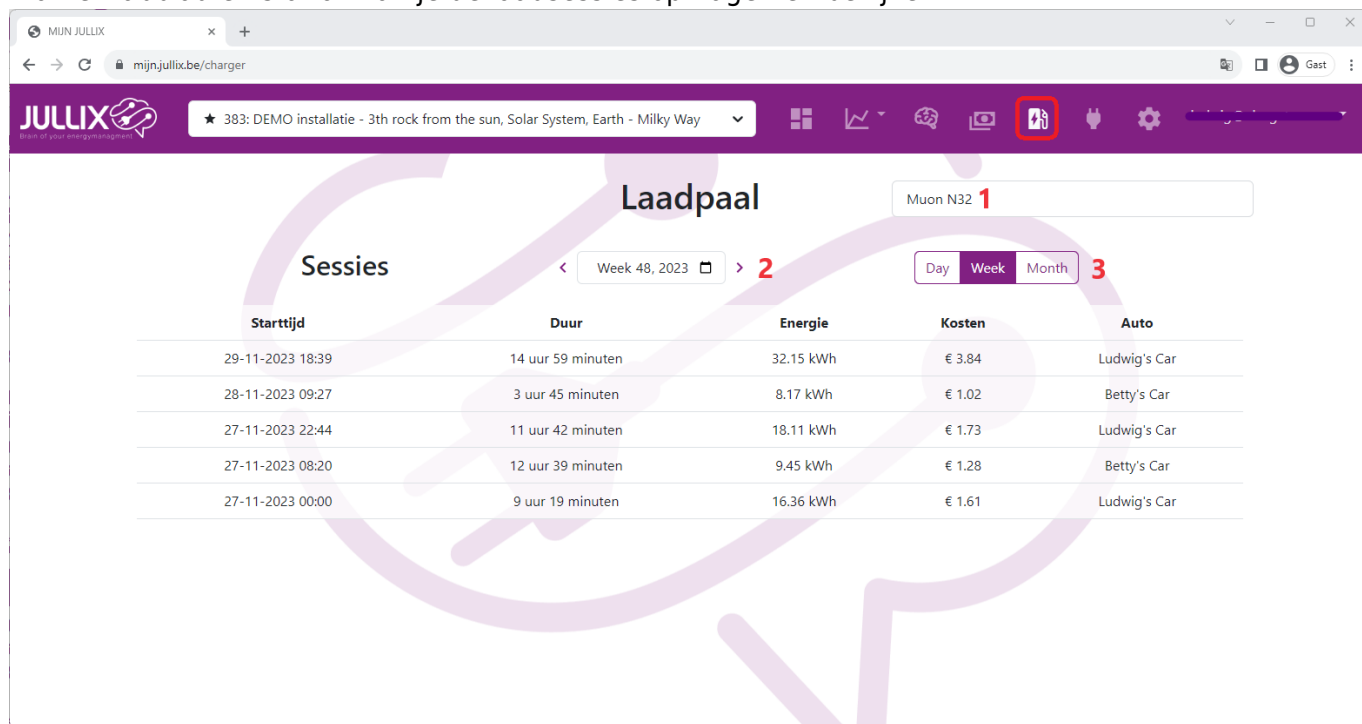 MIJN JULLIX
mijn.jullix.be/charger
Gast
JULLIX
Brain of your energymanagment
★ 383: DEMO installatie - 3th rock from the sun, Solar System, Earth - Milky Way
Laadpaal
Muon N32 1
Sessies
Week 48, 2023
2
Day Week Month 3
Starttijd Duur Energie Kosten Auto
29-11-2023 18:39 14 uur 59 minuten 32.15 kWh € 3.84 Ludwig's Car
28-11-2023 09:27 3 uur 45 minuten 8.17 kWh € 1.02 Betty's Car
27-11-2023 22:44 11 uur 42 minuten 18.11 kWh € 1.73 Ludwig's Car
27-11-2023 08:20 12 uur 39 minuten 9.45 kWh € 1.28 Betty's Car
27-11-2023 00:00 9 uur 19 minuten 16.36 kWh € 1.61 Ludwig's Car